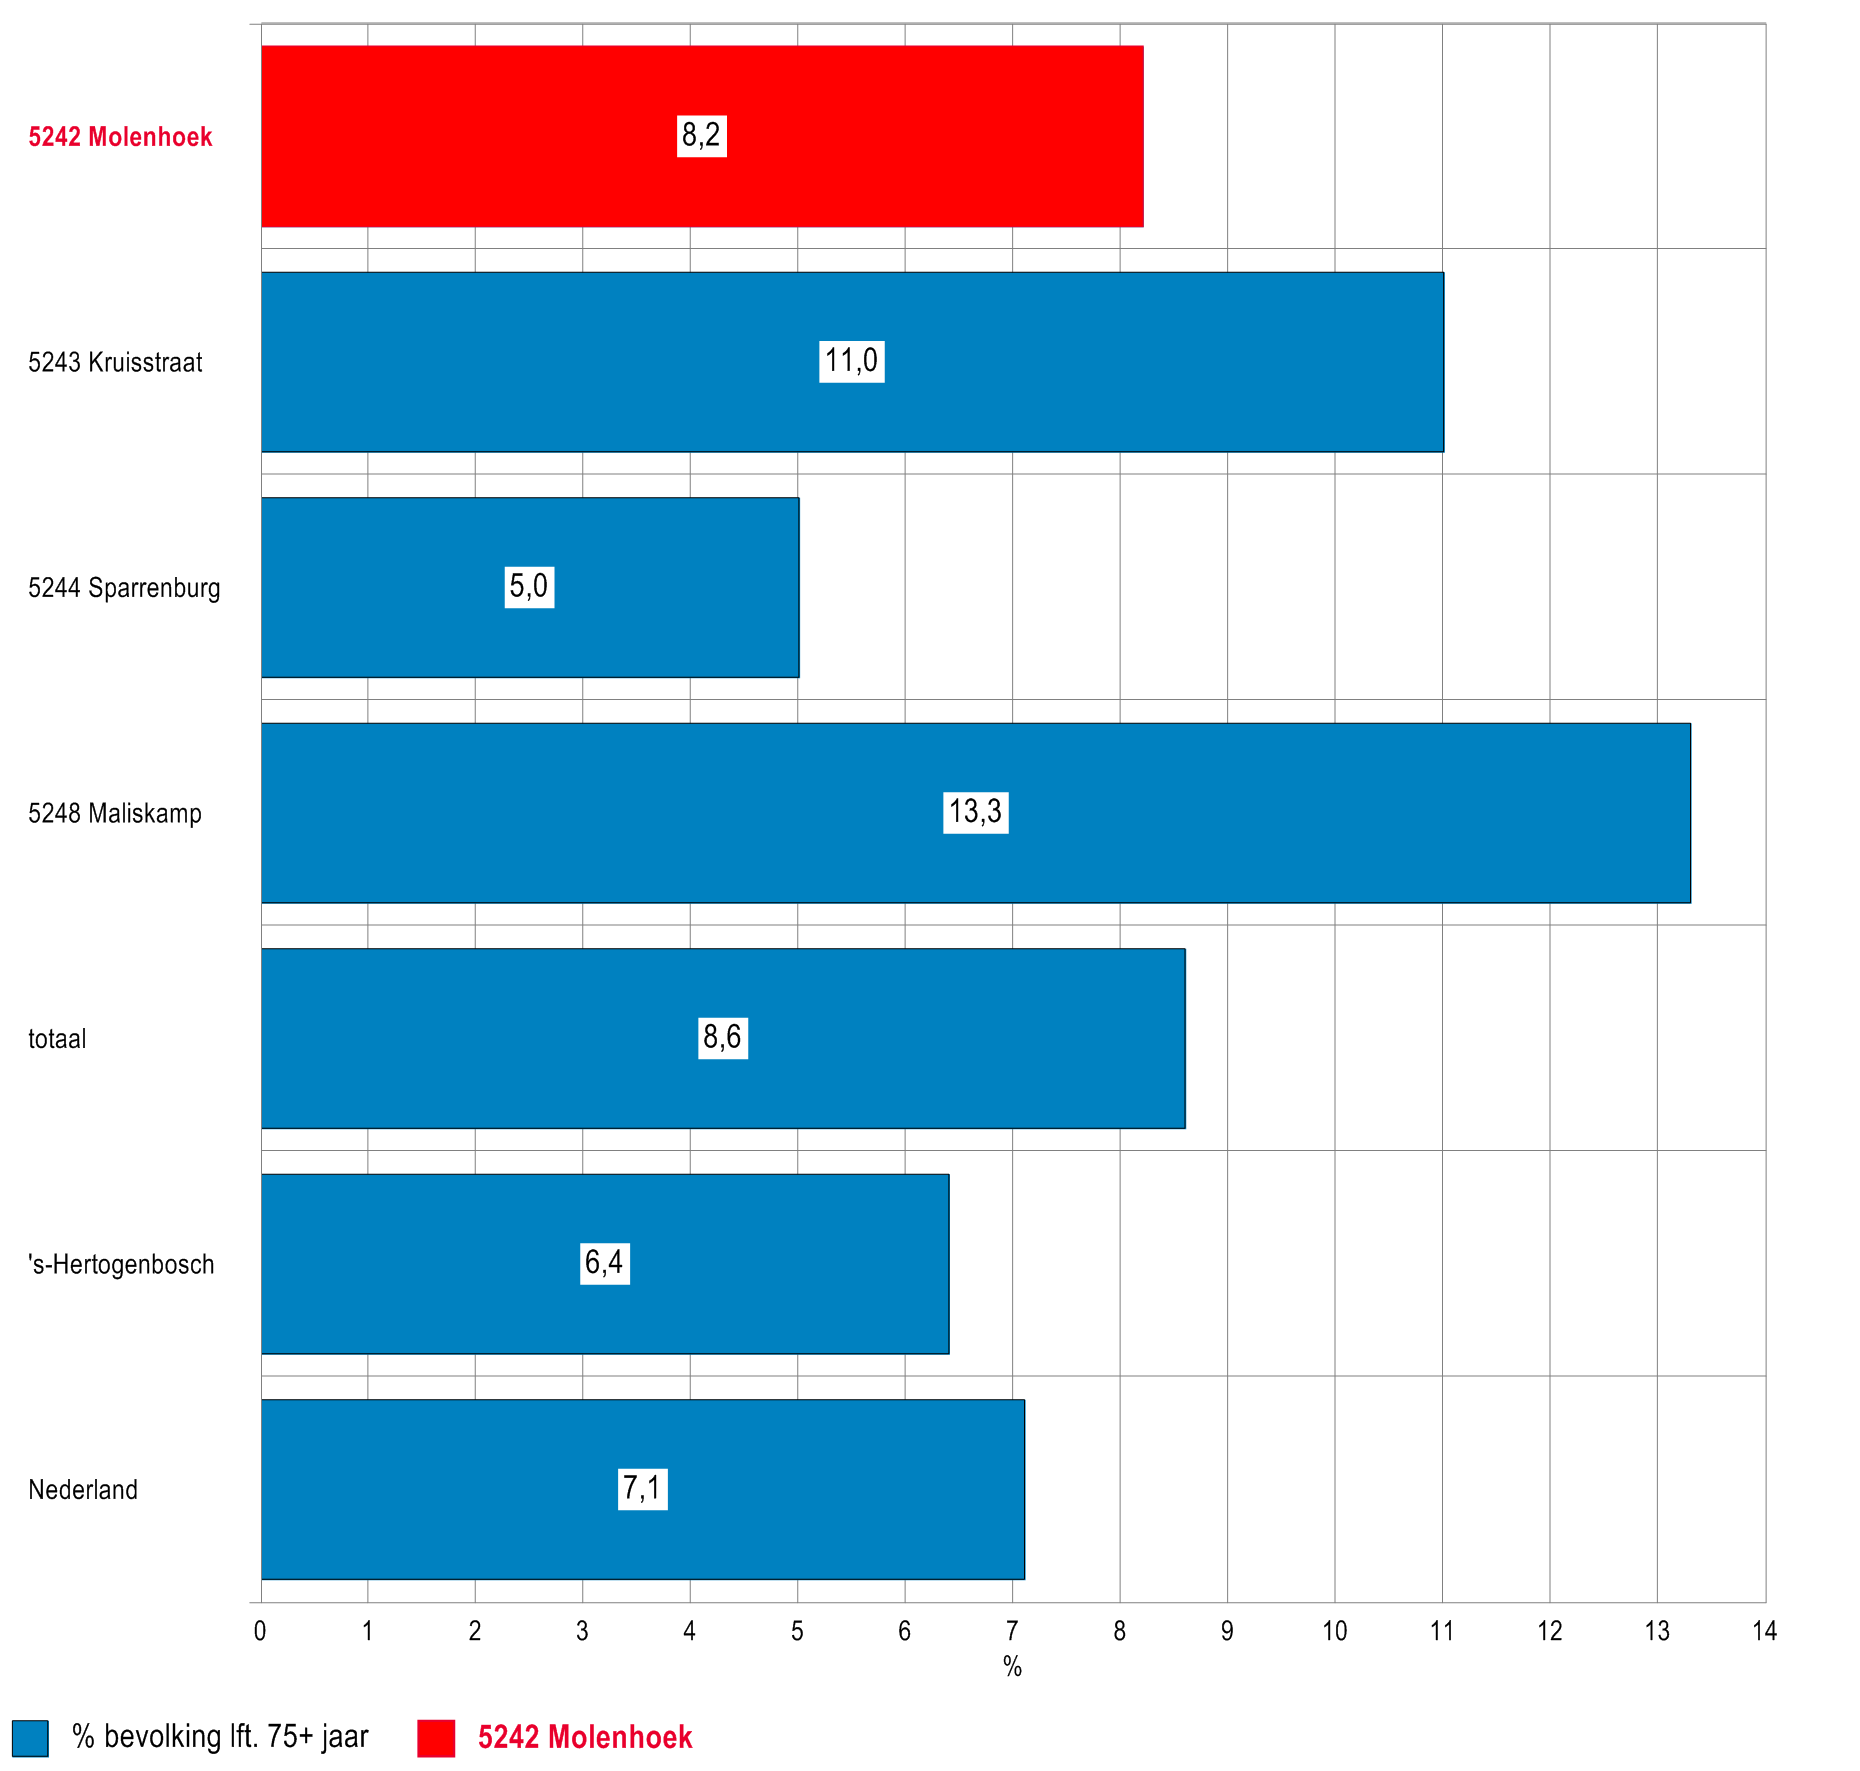 5242 Molenhoek
8,2
5243 Kruisstraat
11,0
5244 Sparrenburg
5,0
5248 Maliskamp
13,3
totaal
8,6
's-Hertogenbosch
6,4
Nederland
7,1
0 1 2 3 4 5 6 7 8 9 10 11 12 13 14
%
% bevolking lft. 75+ jaar 5242 Molenhoek